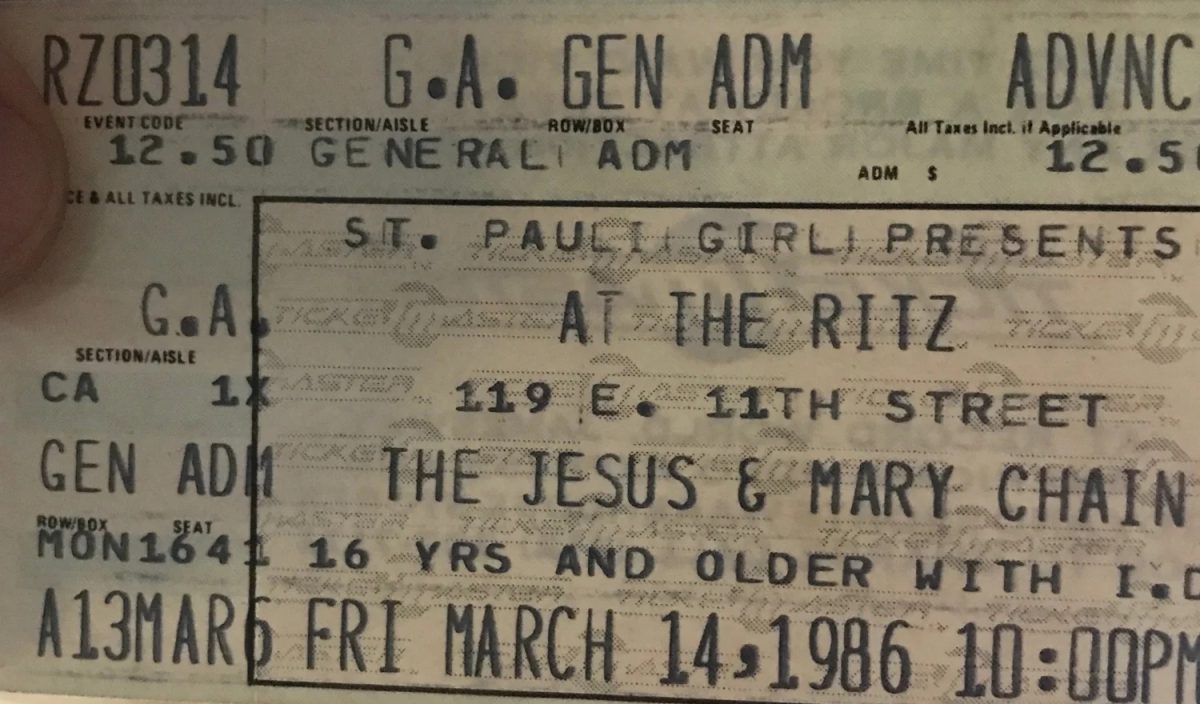 RZ0314 G.A. GEN ADM ADVNC
EVENT CODE SECTION/AISLE ROW/BOX SEAT All Taxes Incl. if Applicable
12.50 GENERAL ADM ADM $ 12.50
CE & ALL TAXES INCL.
ST. PAULI GIRL PRESENTS
G.A. AT THE RITZ
SECTION/AISLE
CA 1X 119 E. 11TH STREET
GEN ADM THE JESUS & MARY CHAIN
ROW/BOX SEAT
MON1641 16 YRS AND OLDER WITH I.D
A13MAR6 FRI MARCH 14,1986 10:00PM